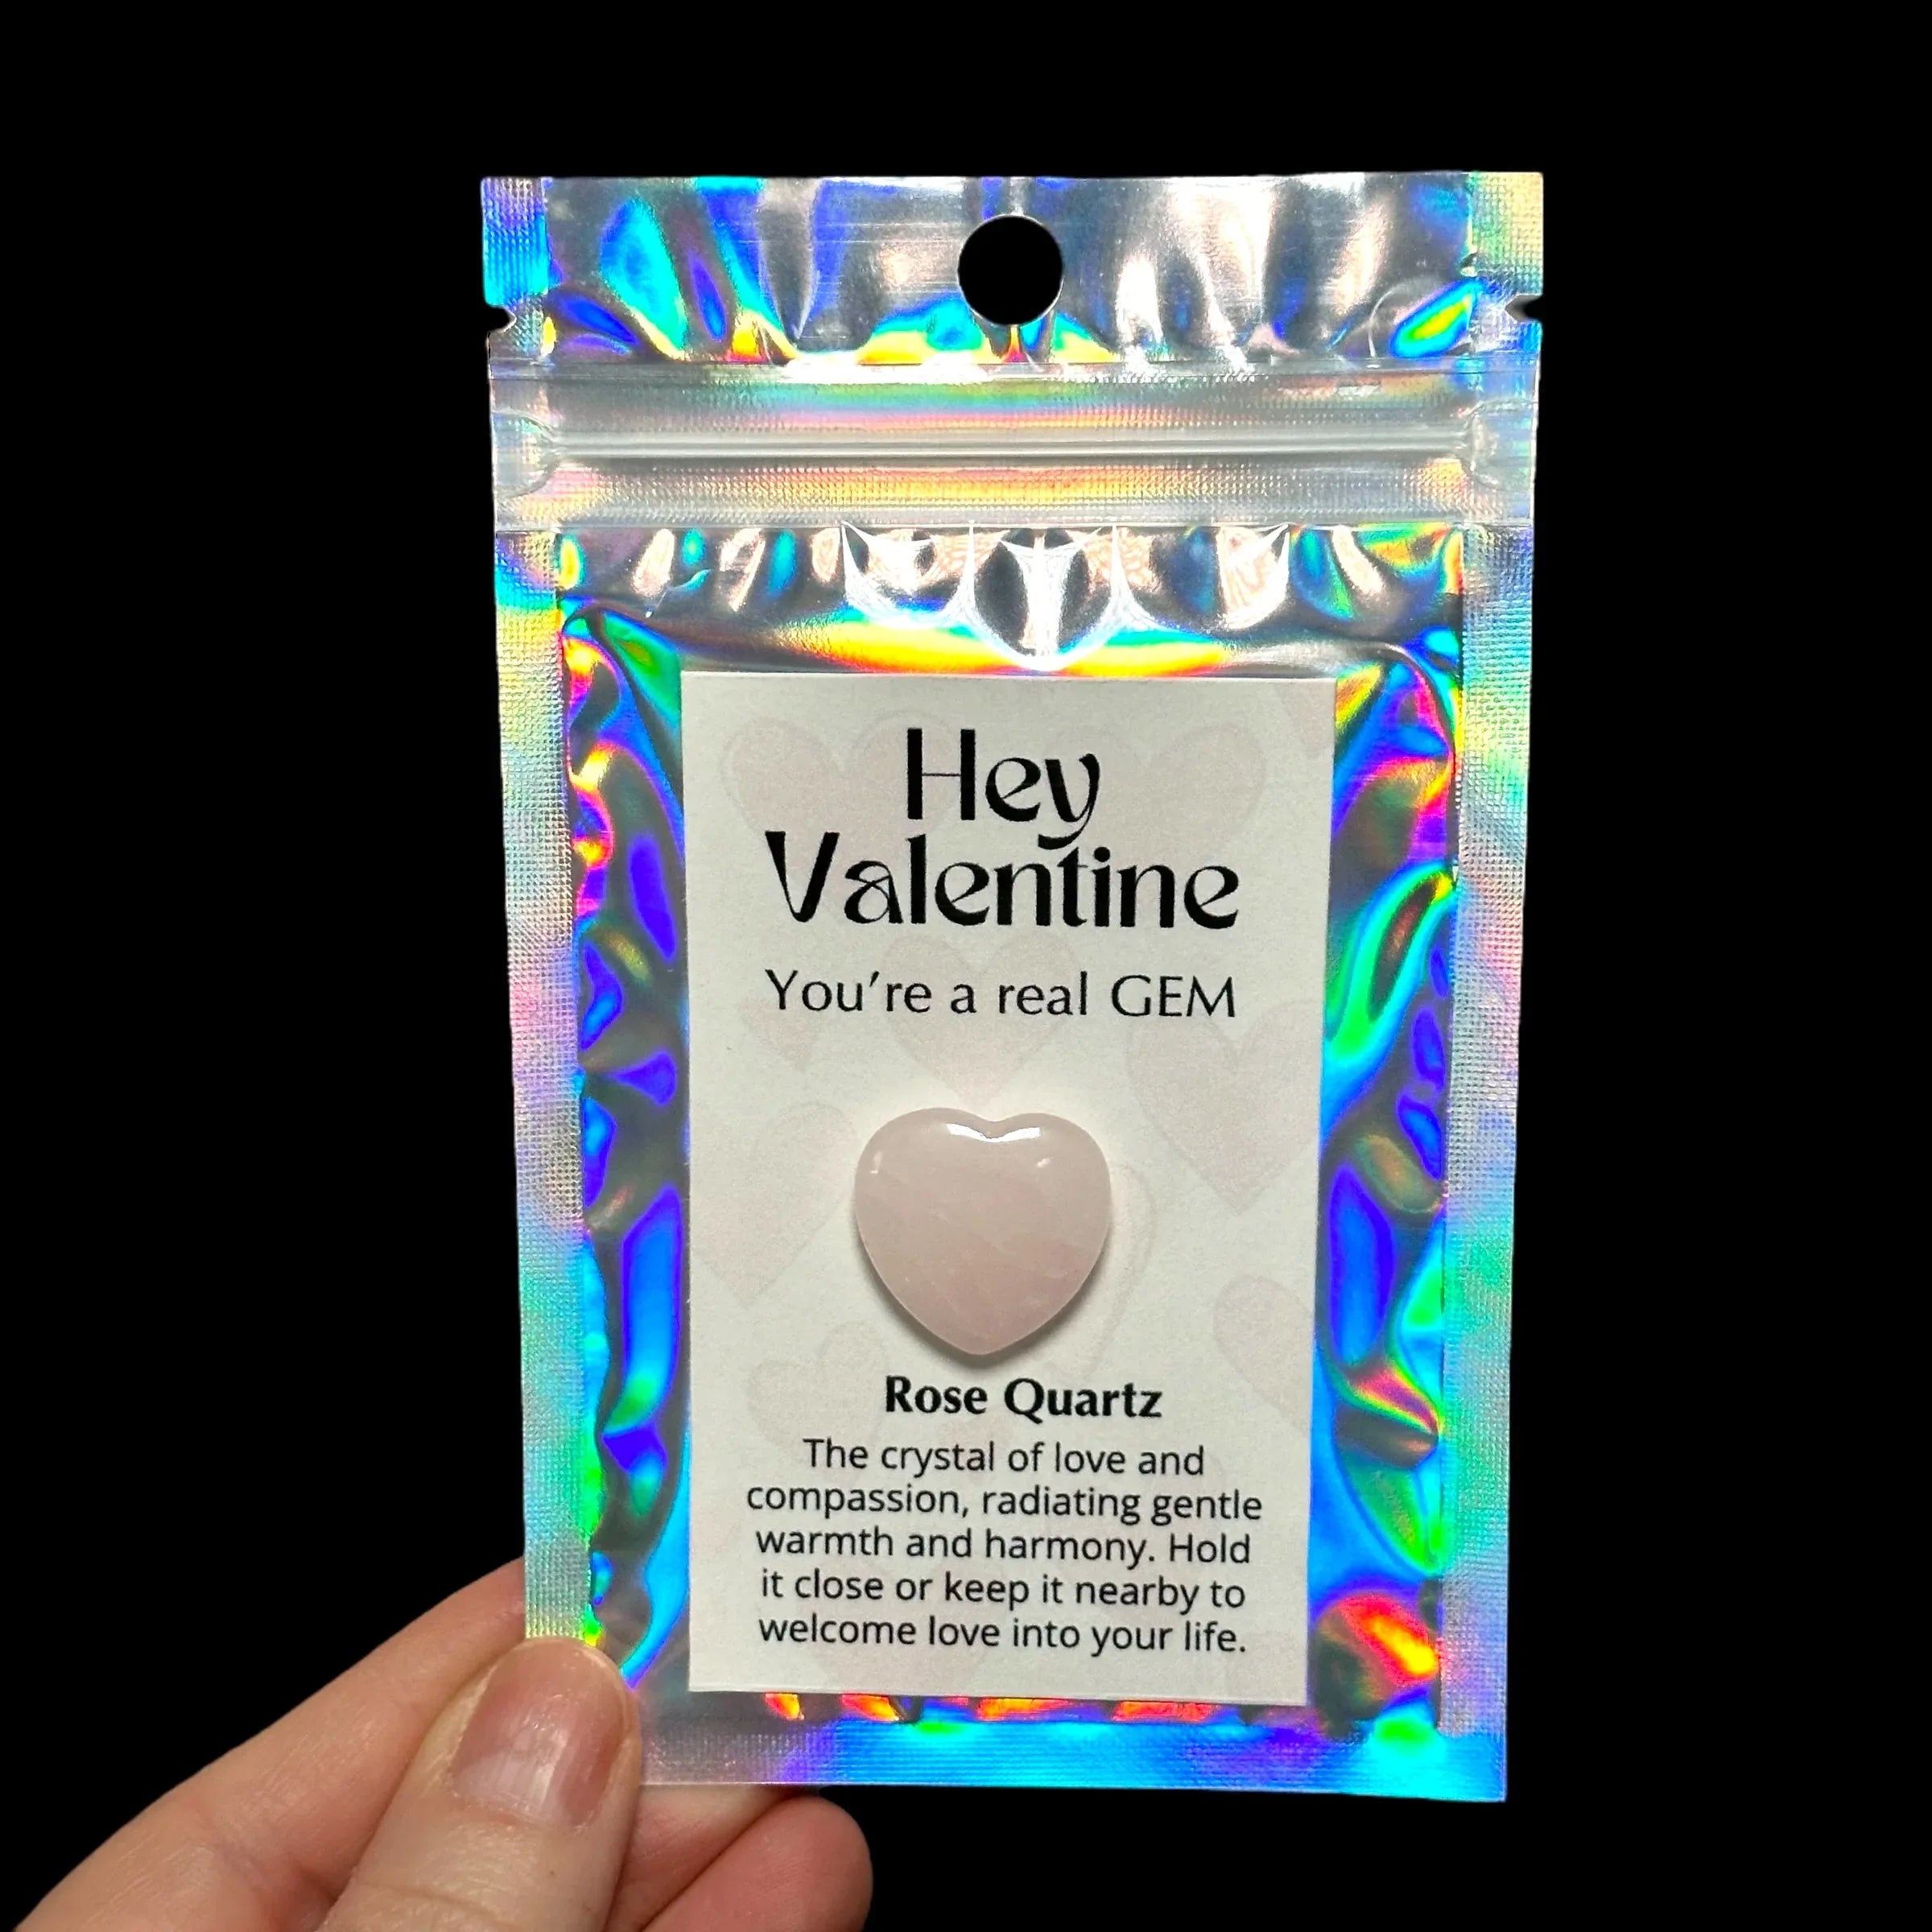 Hey
Valentine
You're a real GEM
Rose Quartz
The crystal of love and
compassion, radiating gentle
warmth and harmony. Hold
it close or keep it nearby to
welcome love into your life.